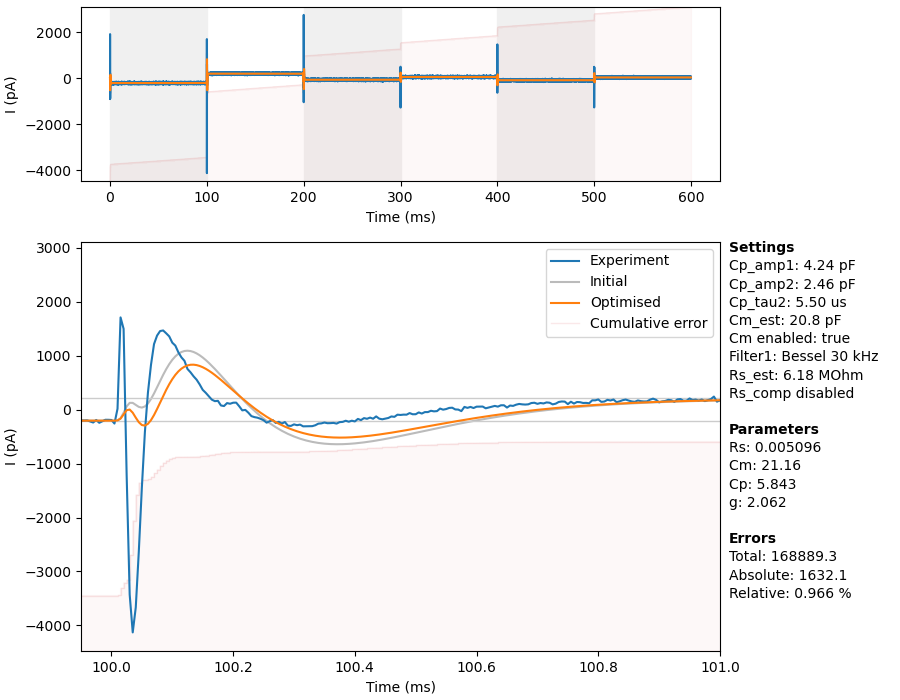 2000
0
−2000
−4000
I (pA)
0 100 200 300 400 500 600
Time (ms)
3000
2000
1000
0
−1000
−2000
−3000
−4000
I (pA)
100.0 100.2 100.4 100.6 100.8 101.0
Time (ms)
Experiment
Initial
Optimised
Cumulative error
Settings
Cp_amp1: 4.24 pF
Cp_amp2: 2.46 pF
Cp_tau2: 5.50 us
Cm_est: 20.8 pF
Cm enabled: true
Filter1: Bessel 30 kHz
Rs_est: 6.18 MOhm
Rs_comp disabled
Parameters
Rs: 0.005096
Cm: 21.16
Cp: 5.843
g: 2.062
Errors
Total: 168889.3
Absolute: 1632.1
Relative: 0.966 %